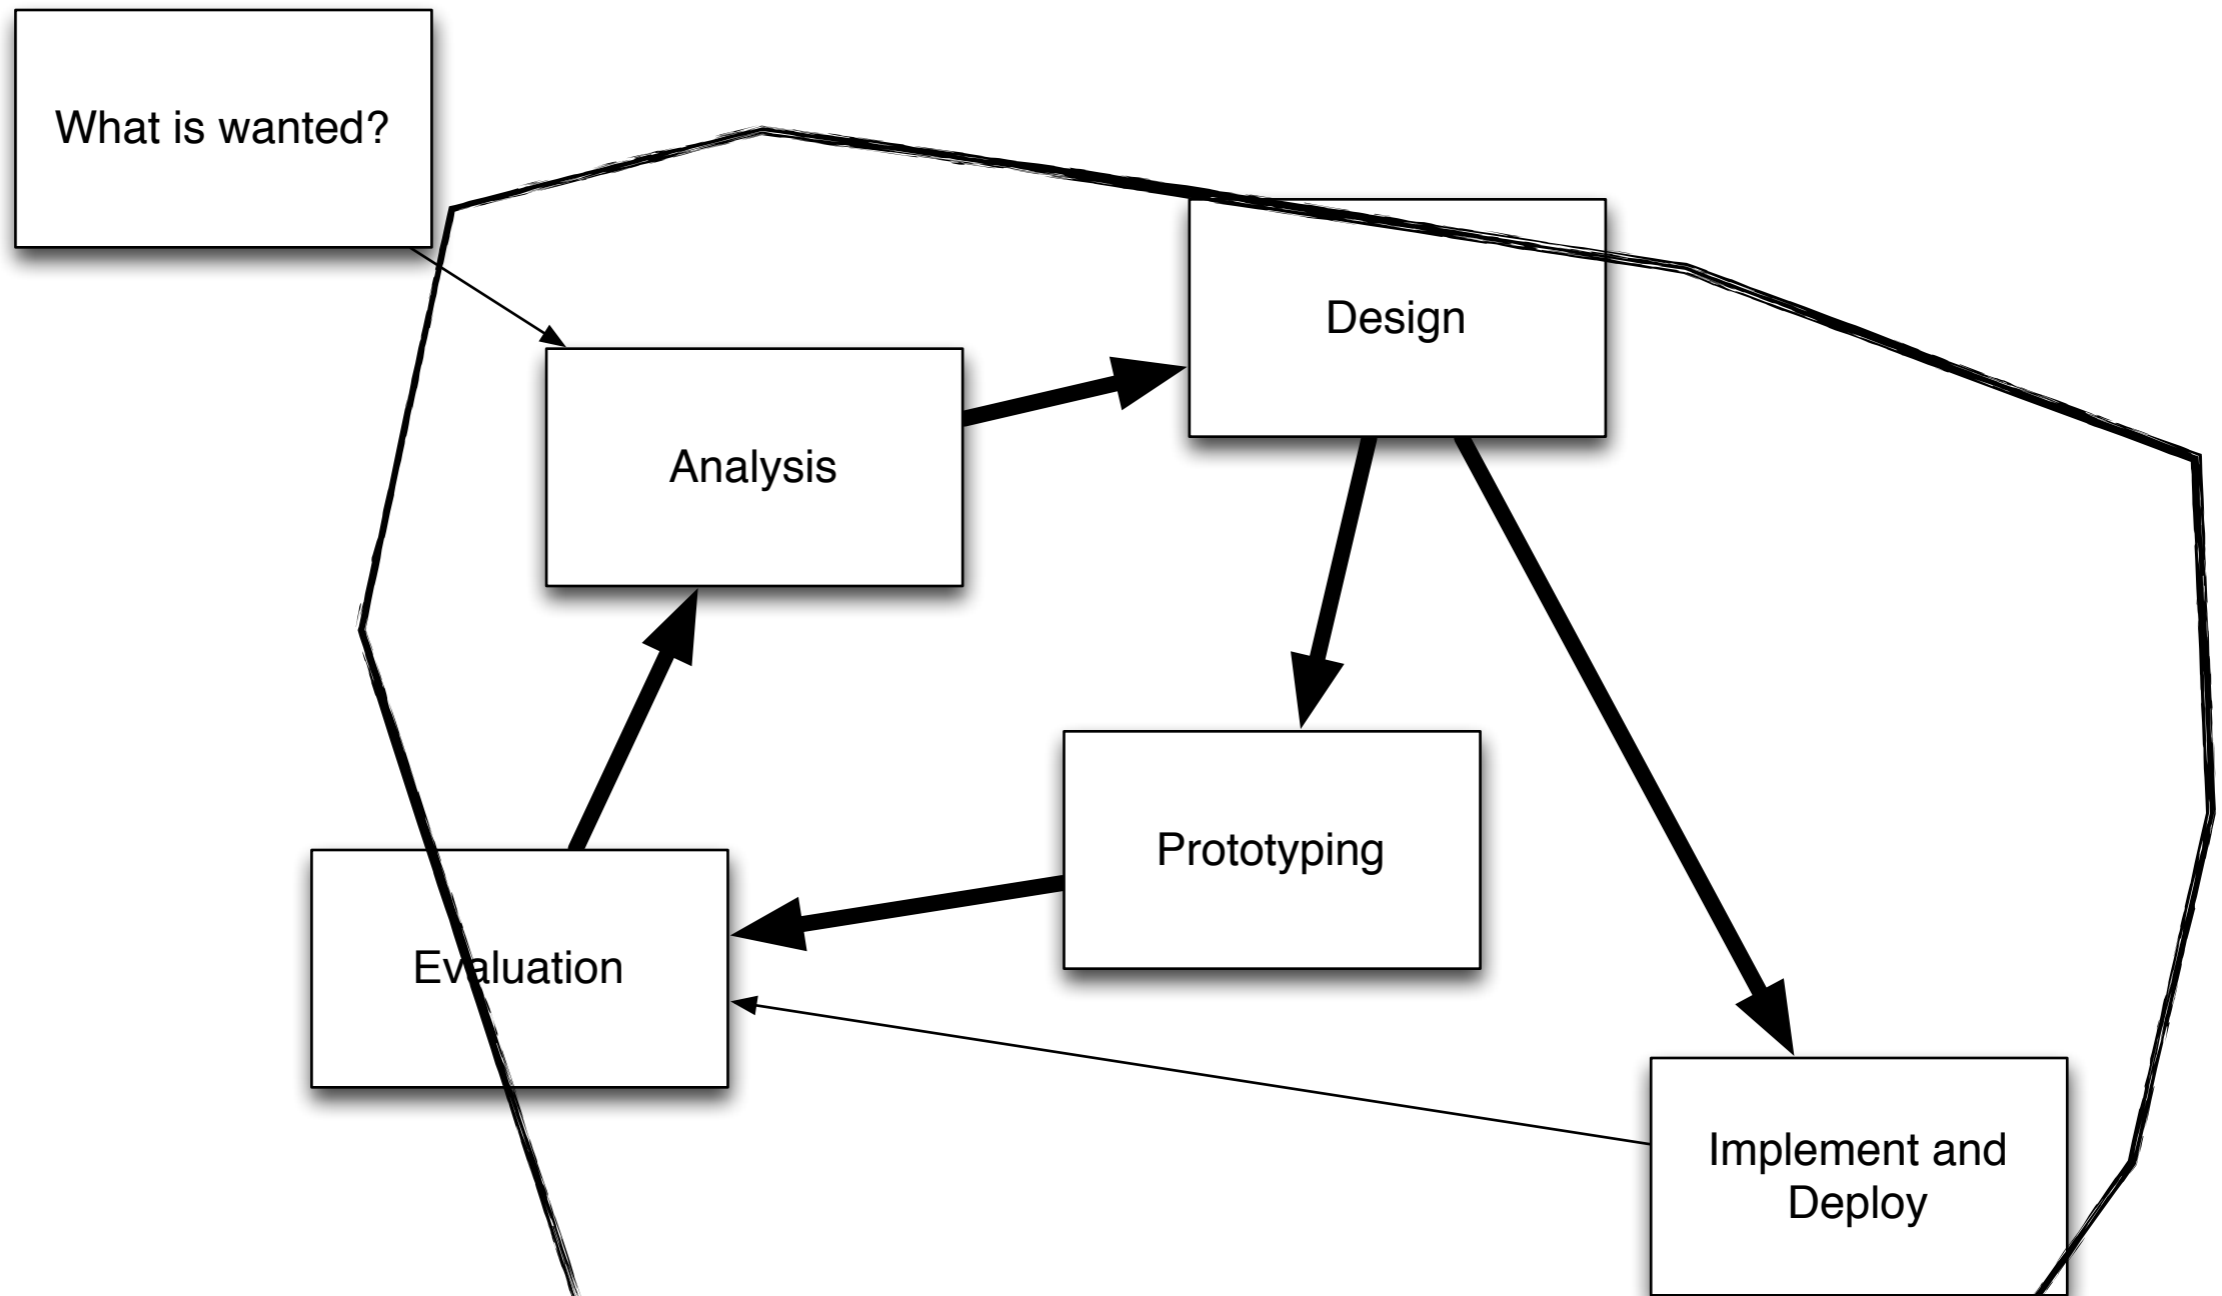 What is wanted?
Design
Analysis
Prototyping
Evaluation
Implement and
Deploy